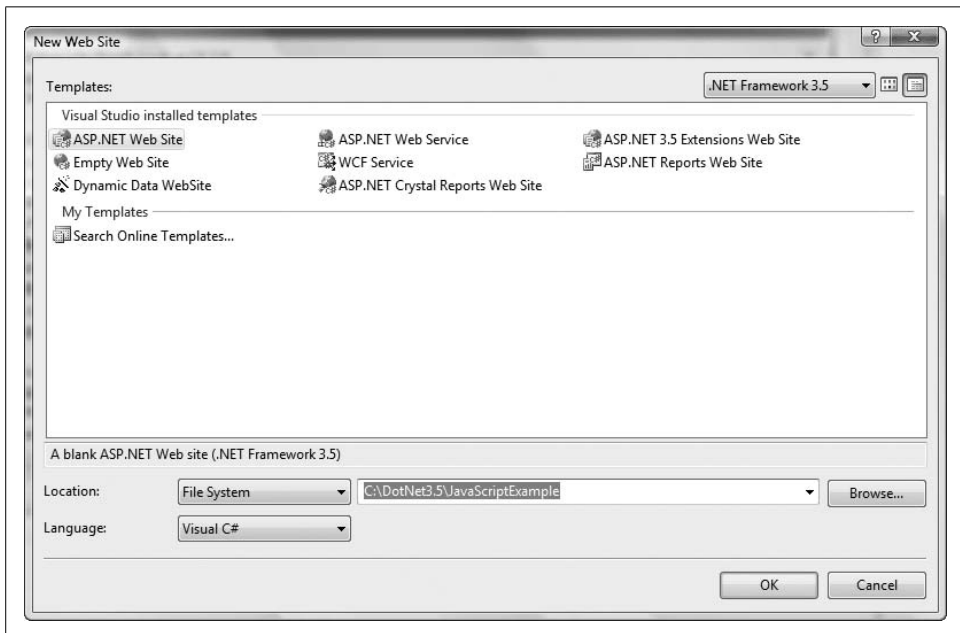 New Web Site
Templates:
.NET Framework 3.5
Visual Studio installed templates
ASP.NET Web Site
ASP.NET Web Service
ASP.NET 3.5 Extensions Web Site
Empty Web Site
WCF Service
ASP.NET Reports Web Site
Dynamic Data WebSite
ASP.NET Crystal Reports Web Site
My Templates
Search Online Templates...
A blank ASP.NET Web site (.NET Framework 3.5)
Location:
File System
C:\DotNet3.5\JavaScriptExample
Browse...
Language:
Visual C#
OK
Cancel